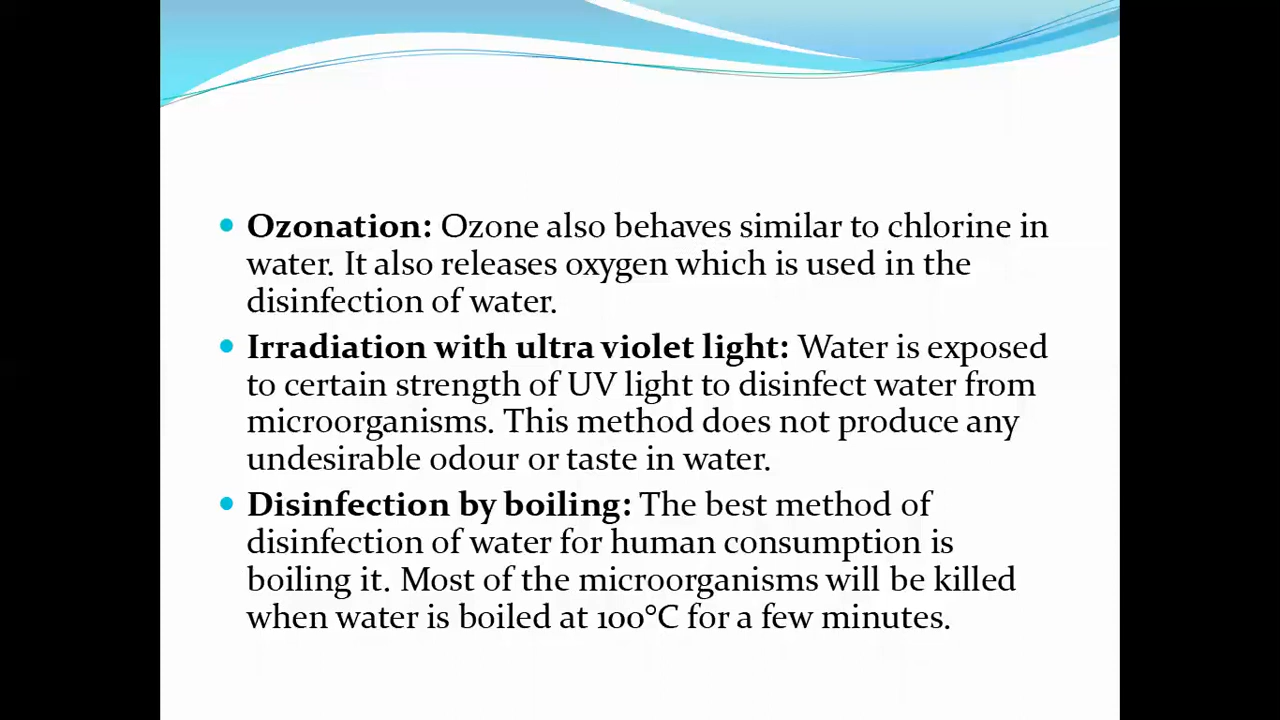 • Ozonation: Ozone also behaves similar to chlorine in
water. It also releases oxygen which is used in the
disinfection of water.
• Irradiation with ultra violet light: Water is exposed
to certain strength of UV light to disinfect water from
microorganisms. This method does not produce any
undesirable odour or taste in water.
• Disinfection by boiling: The best method of
disinfection of water for human consumption is
boiling it. Most of the microorganisms will be killed
when water is boiled at 100°C for a few minutes.